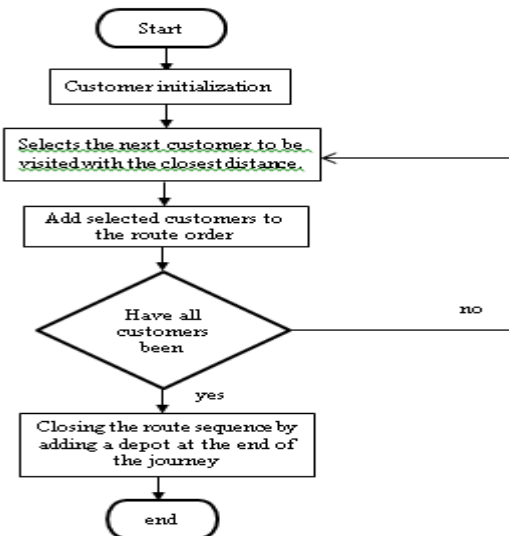 Start
Customer initialization
Selects the next customer to be
visited with the closest distance.
Add selected customers to
the route order
Have all
customers
been
no
yes
Closing the route sequence by
adding a depot at the end of
the journey
end